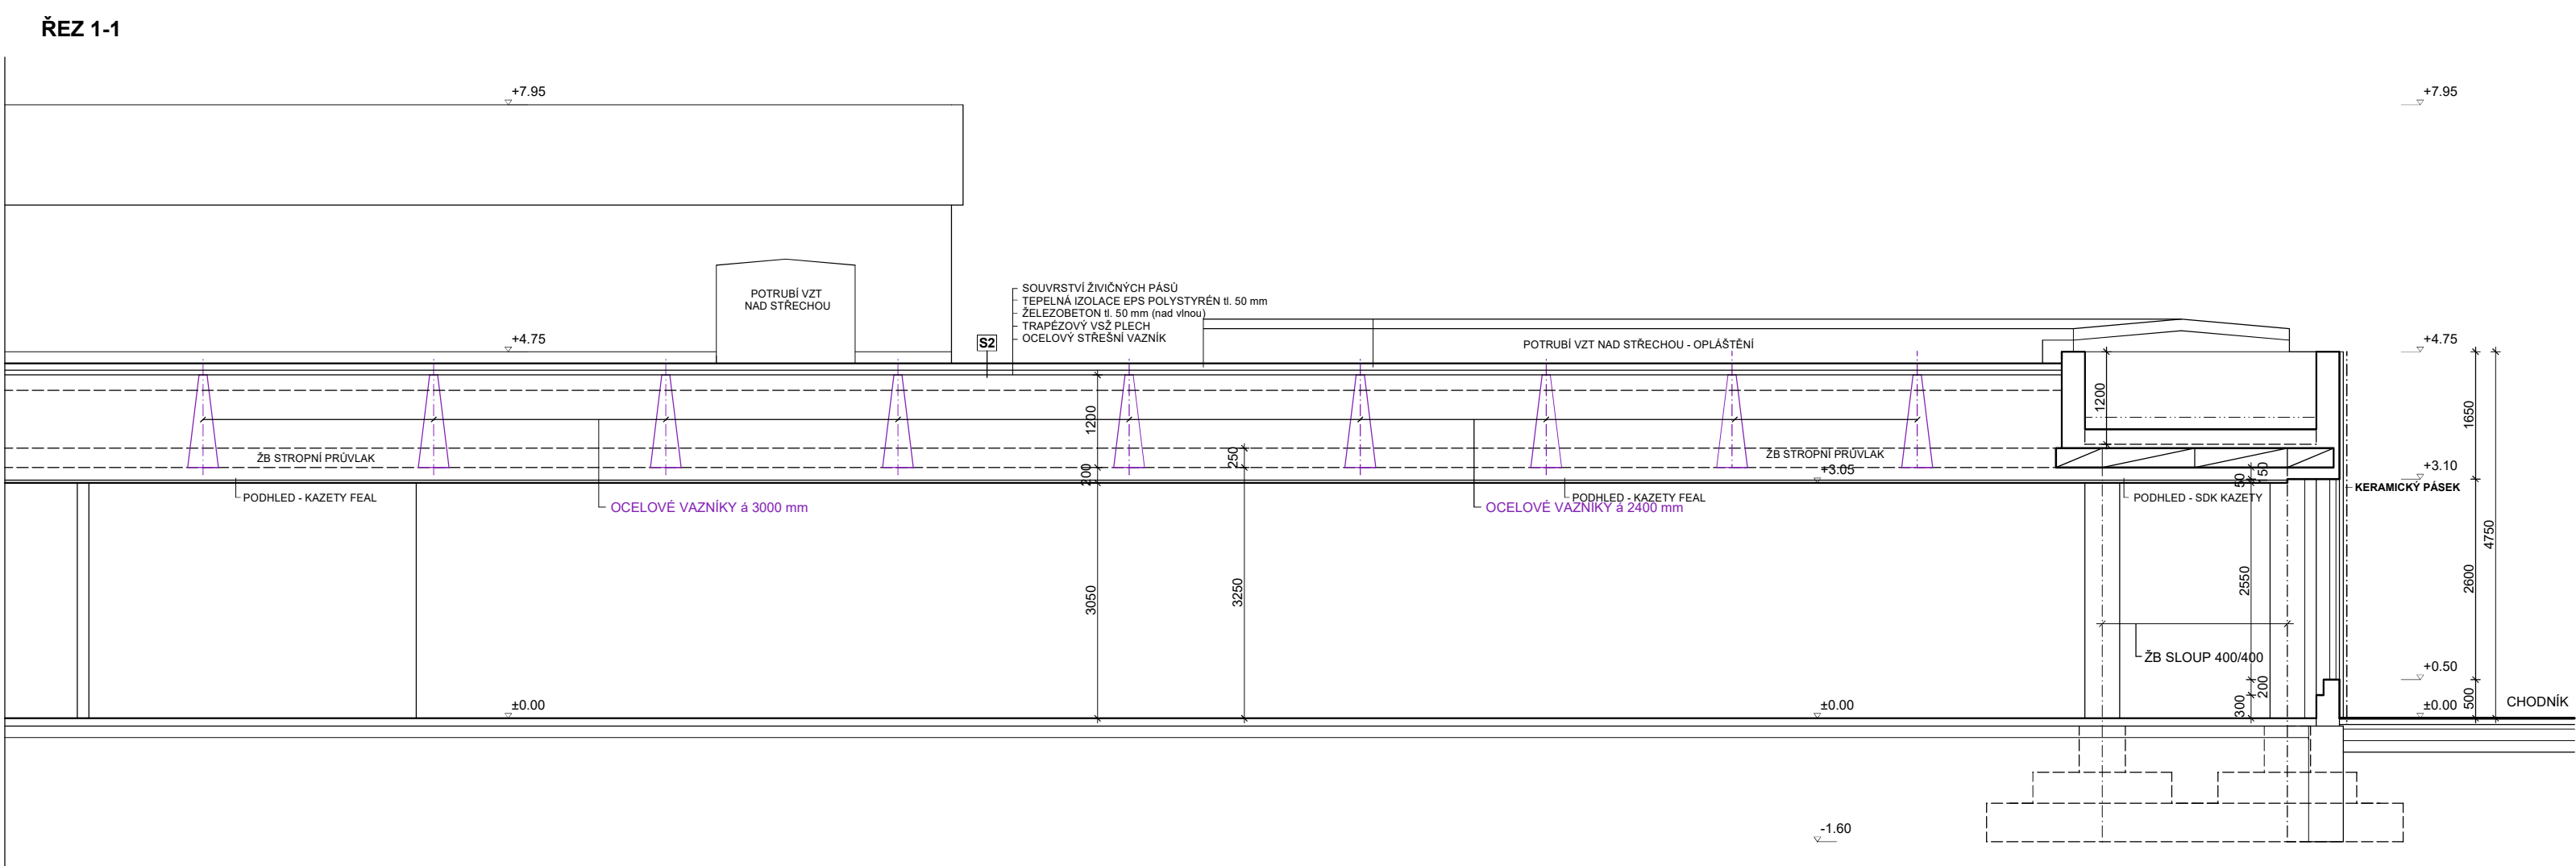 ŘEZ 1-1
+7.95
+7.95
POTRUBÍ VZT
NAD STŘECHOU
SOUVRSTVÍ ŽIVIČNÝCH PÁSŮ
TEPELNÁ IZOLACE EPS POLYSTYRÉN tl. 50 mm
ŽELEZOBETON tl. 50 mm (nad vlnou)
TRAPÉZOVÝ VSŽ PLECH
OCELOVÝ STŘEŠNÍ VAZNÍK
S2
+4.75
POTRUBÍ VZT NAD STŘECHOU - OPLÁŠTĚNÍ
+4.75
1200
1200
1650
ŽB STROPNÍ PRŮVLAK
250
200
ŽB STROPNÍ PRŮVLAK
+3.05
50
150
+3.10
PODHLED - KAZETY FEAL
PODHLED - KAZETY FEAL
PODHLED - SDK KAZETY
KERAMICKÝ PÁSEK
OCELOVÉ VAZNÍKY á 3000 mm
OCELOVÉ VAZNÍKY á 2400 mm
4750
3050
3250
2550
2600
ŽB SLOUP 400/400
+0.50
200
300
500
±0.00
±0.00
±0.00
CHODNÍK
-1.60